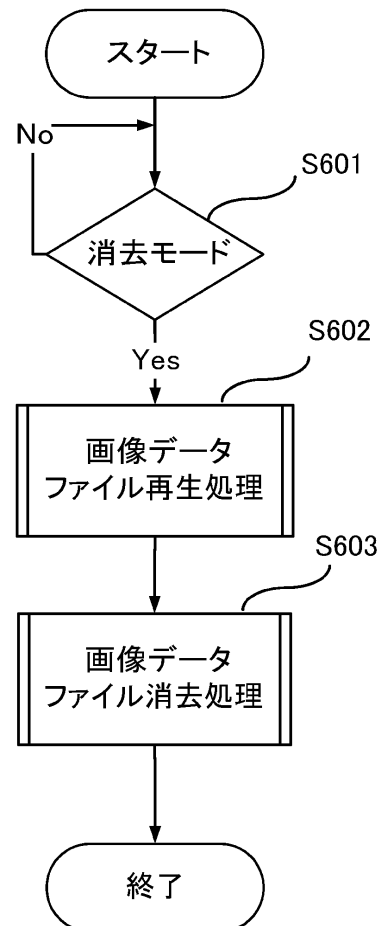 スタート
No
S601
消去モード
Yes
S602
画像データ
ファイル再生処理
S603
画像データ
ファイル消去処理
終了